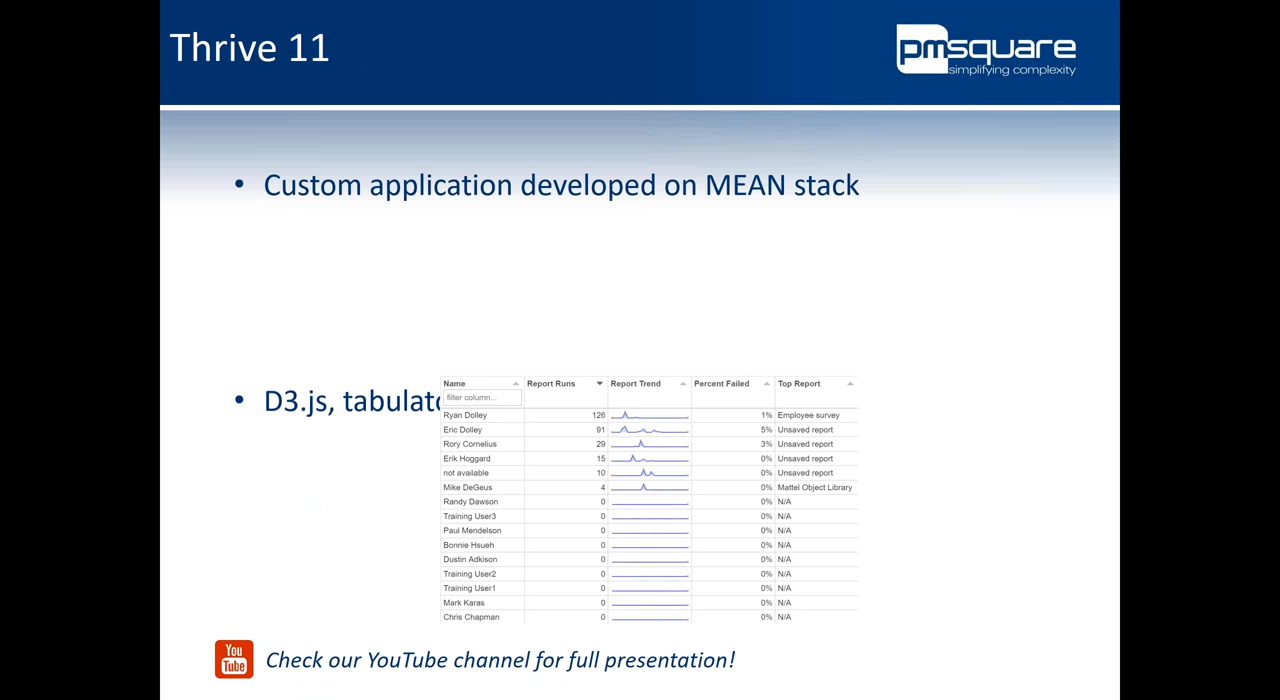 Thrive 11
pmsquare
simplifying complexity
• Custom application developed on MEAN stack
• D3.js, tabulato
Name Report Runs Report Trend Percent Failed Top Report
filter column...
Ryan Dolley 126 1% Employee survey
Eric Dolley 91 5% Unsaved report
Rory Cornelius 29 3% Unsaved report
Erik Hoggard 15 0% Unsaved report
not available 10 0% Unsaved report
Mike DeGeus 4 0% Mattel Object Library
Randy Dawson 0 0% N/A
Training User3 0 0% N/A
Paul Mendelson 0 0% N/A
Bonnie Hsueh 0 0% N/A
Dustin Adkison 0 0% N/A
Training User2 0 0% N/A
Training User1 0 0% N/A
Mark Karas 0 0% N/A
Chris Chapman 0 0% N/A
You
Tube
Check our YouTube channel for full presentation!